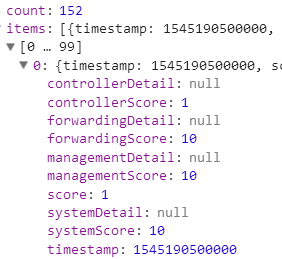 count: 152
items: [{timestamp: 1545190500000,
▼[0 … 99]
▼0: {timestamp: 1545190500000, sc
controllerDetail: null
controllerScore: 1
forwardingDetail: null
forwardingScore: 10
managementDetail: null
managementScore: 10
score: 1
systemDetail: null
systemScore: 10
timestamp: 1545190500000